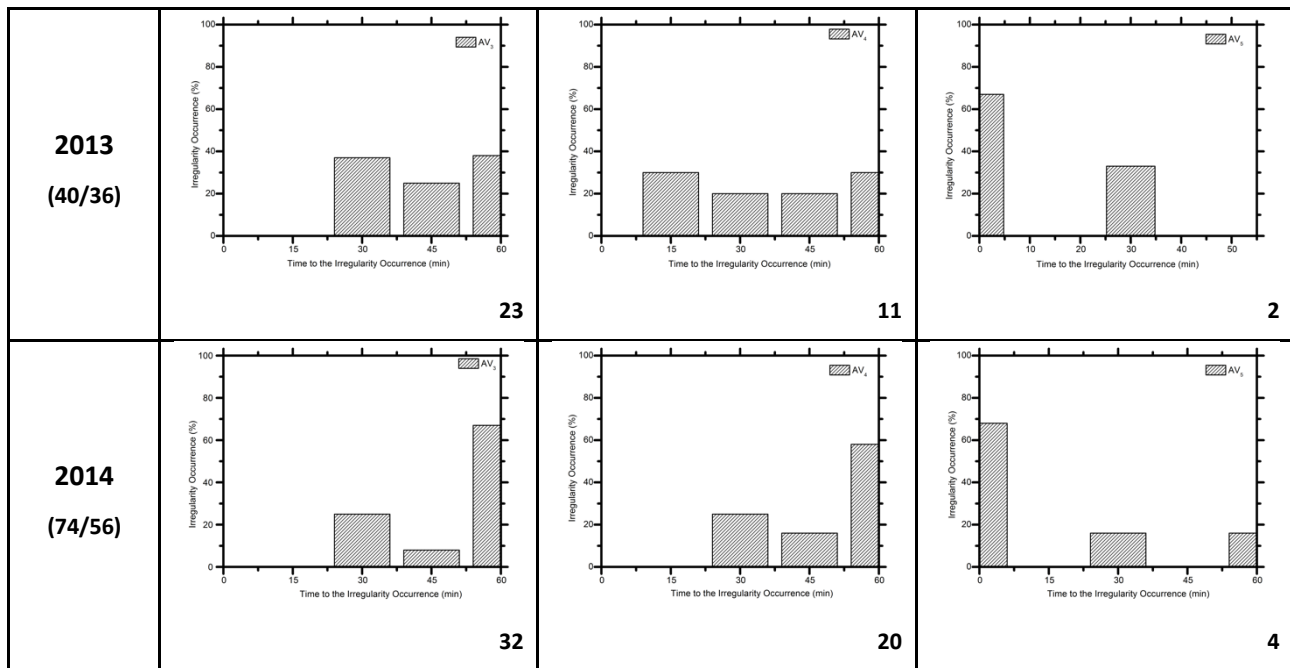 2013
(40/36)
100
80
60
40
20
0
Irregularity Occurrence (%)
AV3
0 15 30 45 60
Time to the Irregularity Occurrence (min)
23
100
80
60
40
20
0
Irregularity Occurrence (%)
AV4
0 15 30 45 60
Time to the Irregularity Occurrence (min)
11
100
80
60
40
20
0
Irregularity Occurrence (%)
AV5
0 10 20 30 40 50
Time to the Irregularity Occurrence (min)
2
2014
(74/56)
100
80
60
40
20
0
Irregularity Occurrence (%)
AV3
0 15 30 45 60
Time to the Irregularity Occurrence (min)
32
100
80
60
40
20
0
Irregularity Occurrence (%)
AV4
0 15 30 45 60
Time to the Irregularity Occurrence (min)
20
100
80
60
40
20
0
Irregularity Occurrence (%)
AV5
0 15 30 45 60
Time to the Irregularity Occurrence (min)
4